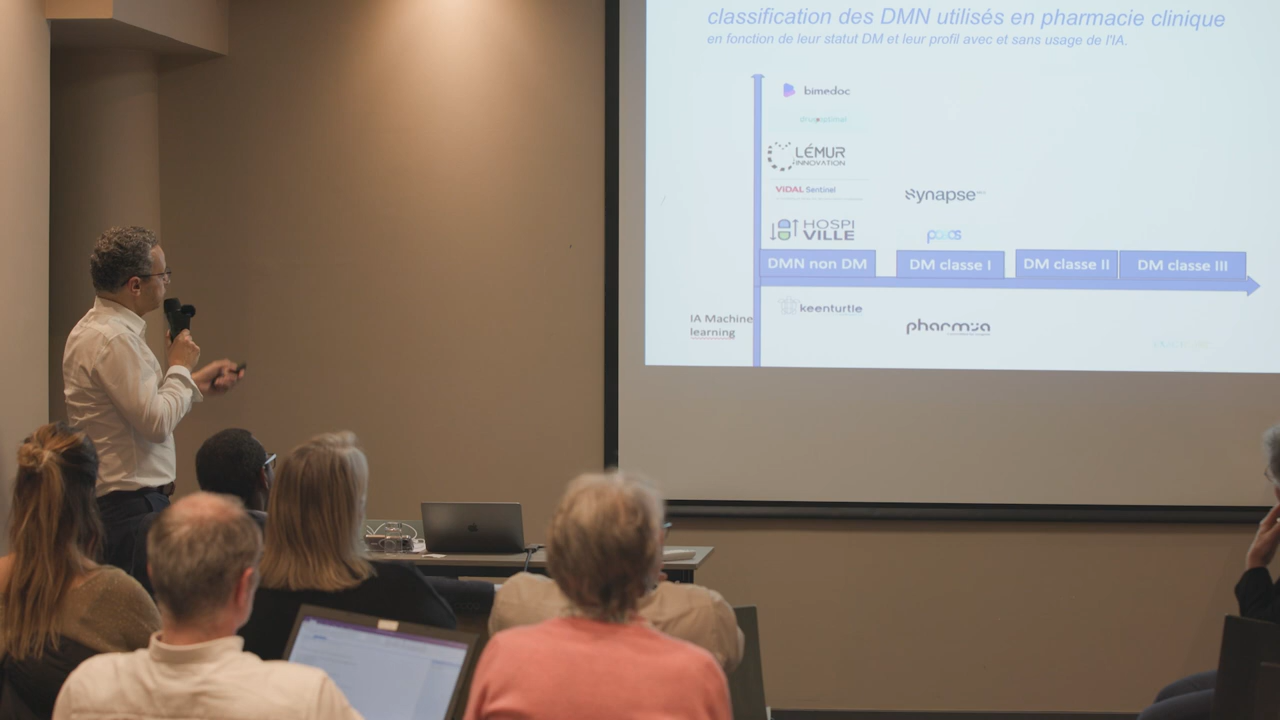 classification des DMN utilisés en pharmacie clinique
en fonction de leur statut DM et leur profil avec et sans usage de l'IA.
bimedoc
LÉMUR
INNOVATION
VIDAL Sentinel
synapse
HOSPI
VILLE
DMN non DM
DM classe I
DM classe II
DM classe III
keenturtle
IA Machine
learning
pharmia